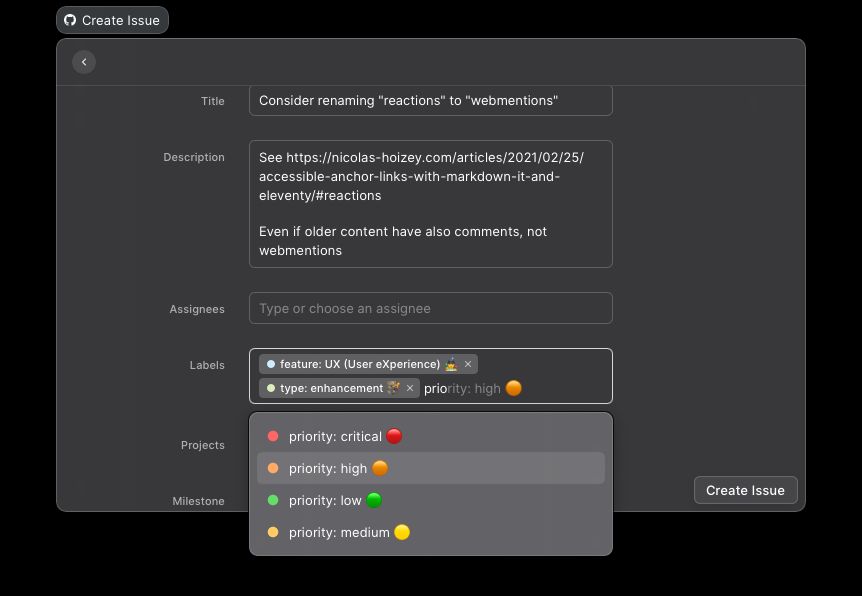 Create Issue
Title
Consider renaming "reactions" to "webmentions"
Description
See https://nicolas-hoizey.com/articles/2021/02/25/
accessible-anchor-links-with-markdown-it-and-
eleventy/#reactions
Even if older content have also comments, not
webmentions
Assignees
Type or choose an assignee
Labels
feature: UX (User eXperience)
type: enhancement
priority: high
Projects
priority: critical
priority: high
Milestone
priority: low
priority: medium
Create Issue